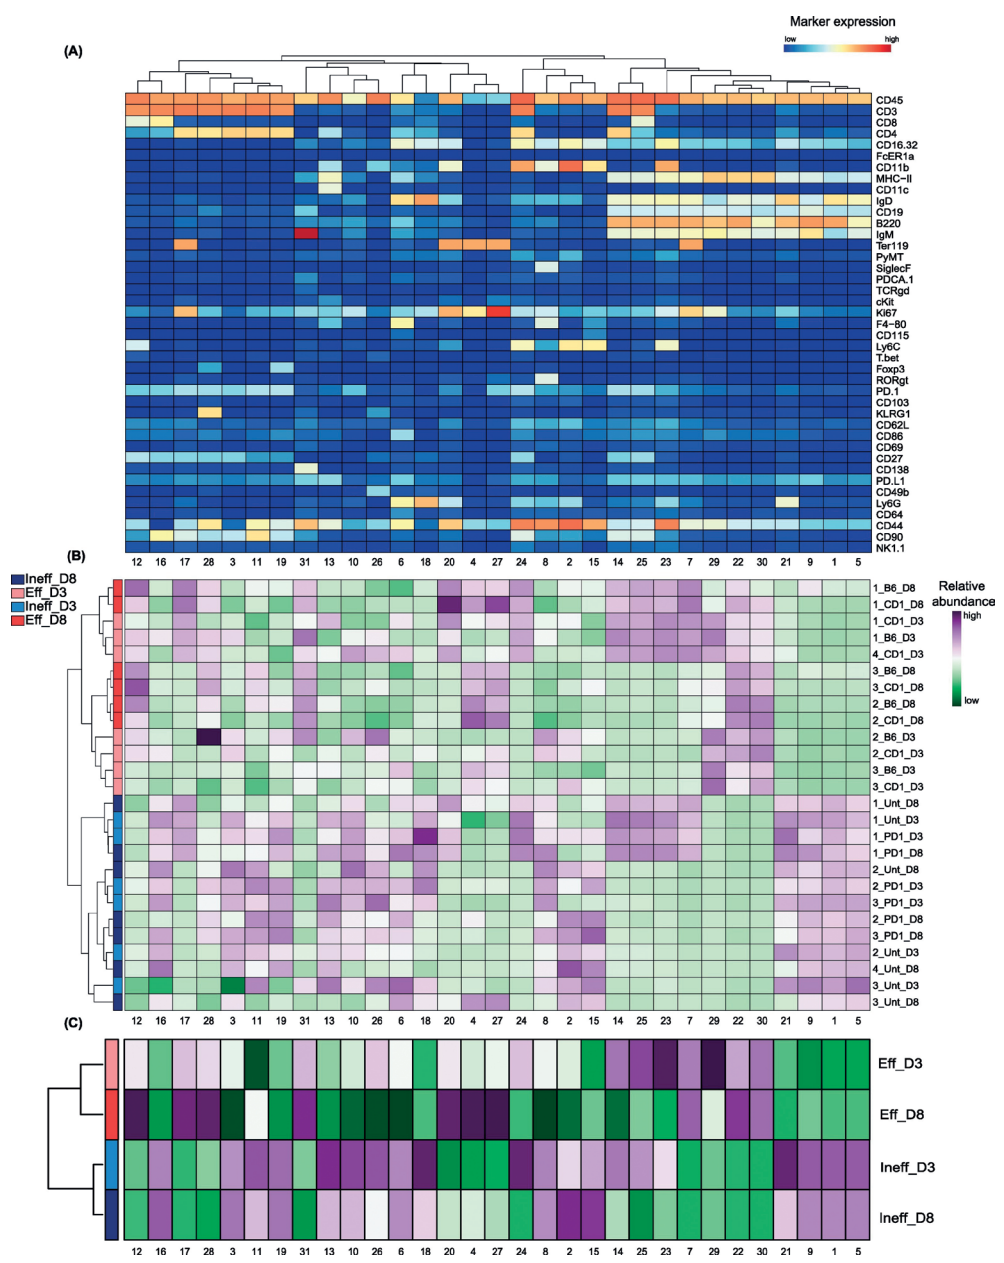 Marker expression
low high
(A)
CD45
CD3
CD8
CD4
CD16.32
FcER1a
CD11b
MHC-II
CD11c
IgD
CD19
B220
IgM
Ter119
PyMT
SiglecF
PDCA.1
TCRgd
cKit
Ki67
F4-80
CD115
Ly6C
T.bet
Foxp3
RORgt
PD.1
CD103
KLRG1
CD62L
CD86
CD69
CD27
CD138
PD.L1
CD49b
Ly6G
CD64
CD44
CD90
NK1.1
12 16 17 28 3 11 19 31 13 10 26 6 18 20 4 27 24 8 2 15 14 25 23 7 29 22 30 21 9 1 5
(B)
Ineff_D8
Eff_D3
Ineff_D3
Eff_D8
Relative
abundance
high
low
1_B6_D8
1_CD1_D8
1_CD1_D3
1_B6_D3
4_CD1_D3
3_B6_D8
3_CD1_D8
2_B6_D8
2_CD1_D8
2_B6_D3
2_CD1_D3
3_B6_D3
3_CD1_D3
1_Unt_D8
1_Unt_D3
1_PD1_D3
1_PD1_D8
2_Unt_D8
2_PD1_D3
3_PD1_D3
2_PD1_D8
3_PD1_D8
2_Unt_D3
4_Unt_D8
3_Unt_D3
3_Unt_D8
12 16 17 28 3 11 19 31 13 10 26 6 18 20 4 27 24 8 2 15 14 25 23 7 29 22 30 21 9 1 5
(C)
Eff_D3
Eff_D8
Ineff_D3
Ineff_D8
12 16 17 28 3 11 19 31 13 10 26 6 18 20 4 27 24 8 2 15 14 25 23 7 29 22 30 21 9 1 5